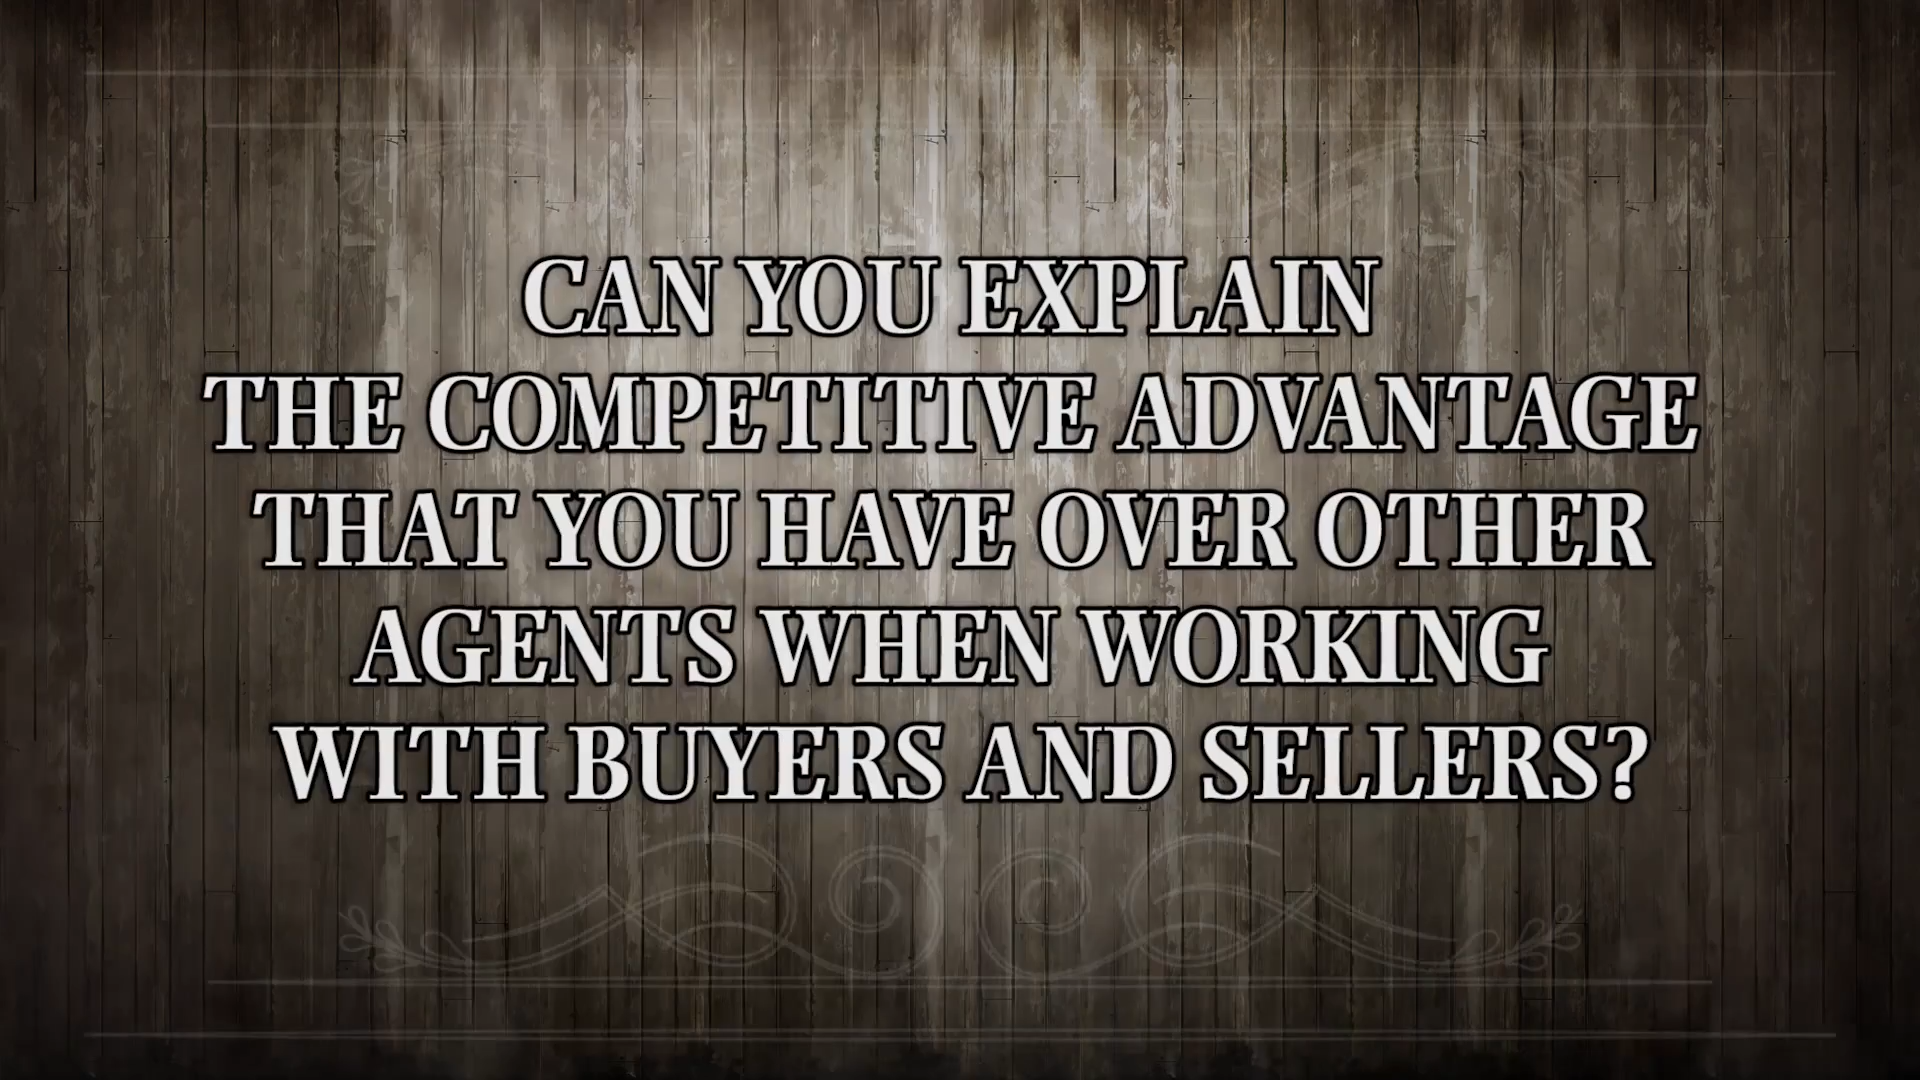 CAN YOU EXPLAIN
THE COMPETITIVE ADVANTAGE
THAT YOU HAVE OVER OTHER
AGENTS WHEN WORKING
WITH BUYERS AND SELLERS?